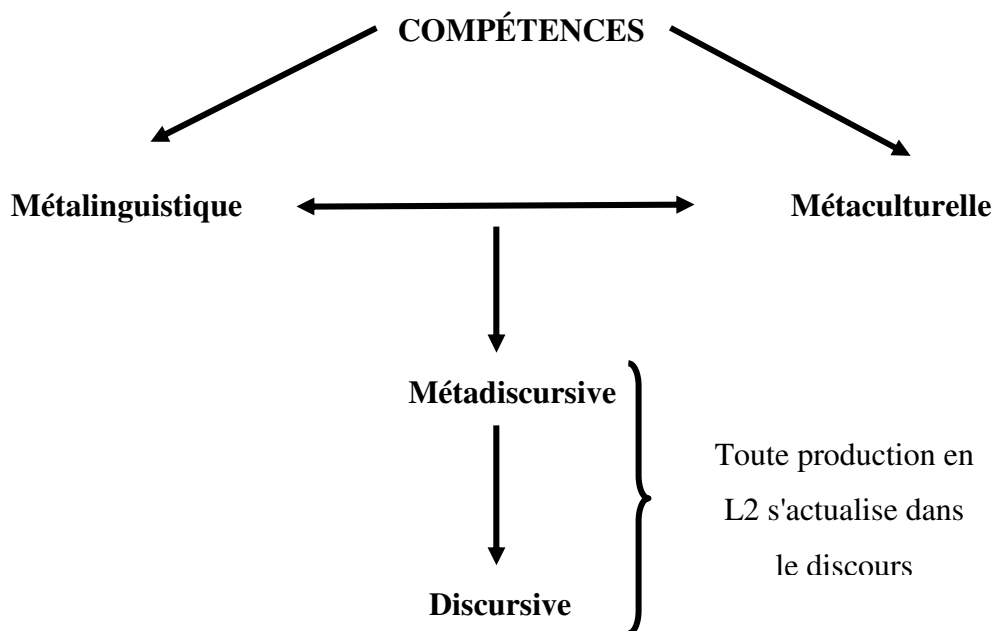 COMPÉTENCES
Métalinguistique
Métaculturelle
Métadiscursive
Toute production en
L2 s'actualise dans
le discours
Discursive